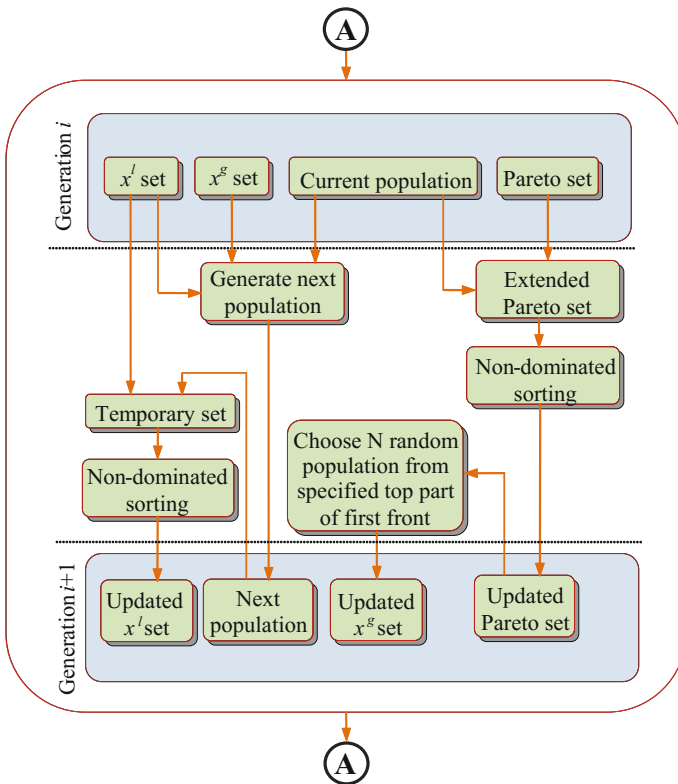 A
Generation i
x^l set
x^g set
Current population
Pareto set
Generate next
population
Extended
Pareto set
Non-dominated
sorting
Temporary set
Choose N random
population from
specified top part
of first front
Non-dominated
sorting
Generation i+1
Updated
x^l set
Next
population
Updated
x^g set
Updated
Pareto set
A